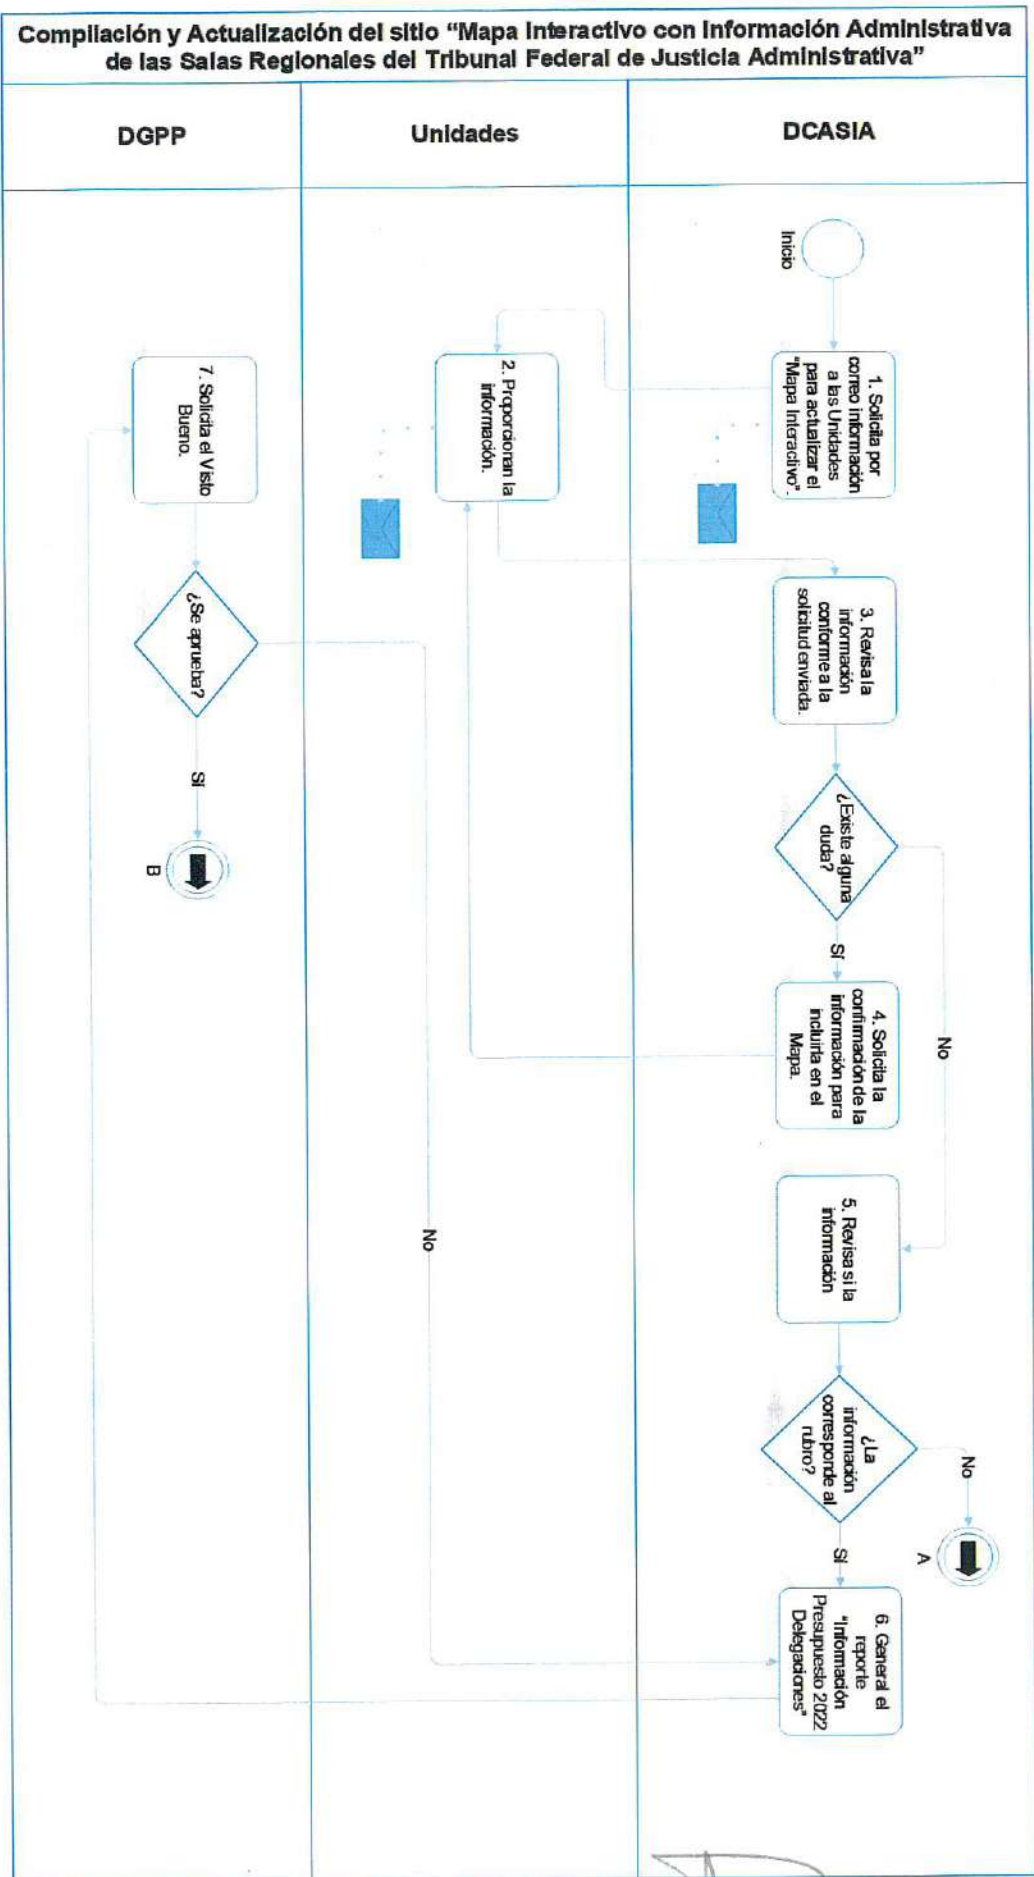 Compilación y Actualización del sitio “Mapa Interactivo con Información Administrativa
de las Salas Regionales del Tribunal Federal de Justicia Administrativa”
DGPP
Unidades
DCASIA
Inicio
1. Solicita por
correo información
a las Unidades
para actualizar el
"Mapa Interactivo".
2. Proporcionan la
información.
3. Revisa la
información
conforme a la
solicitud enviada.
¿Existe alguna
duda?
No
Sí
4. Solicita la
confirmación de la
información para
incluirla en el
Mapa.
5. Revisa si la
información
¿La
información
corresponde al
rubro?
No
A
Sí
6. General el
reporte
"Información
Presupuesto 2022
Delegaciones"
7. Solicita el Visto
Bueno.
¿Se aprueba?
No
Sí
B